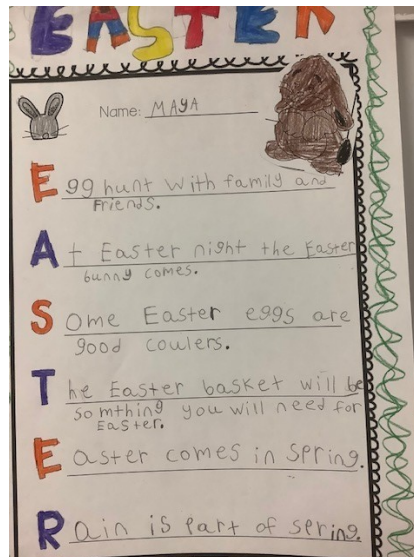 EASTER
Name: MAYA
Egg hunt with family and
Friends.
At Easter night the Easter
bunny comes.
Some Easter eggs are
good coulers.
The Easter basket will be
somthing you will need for
Easter.
Easter comes in spring.
Rain is part of spring.